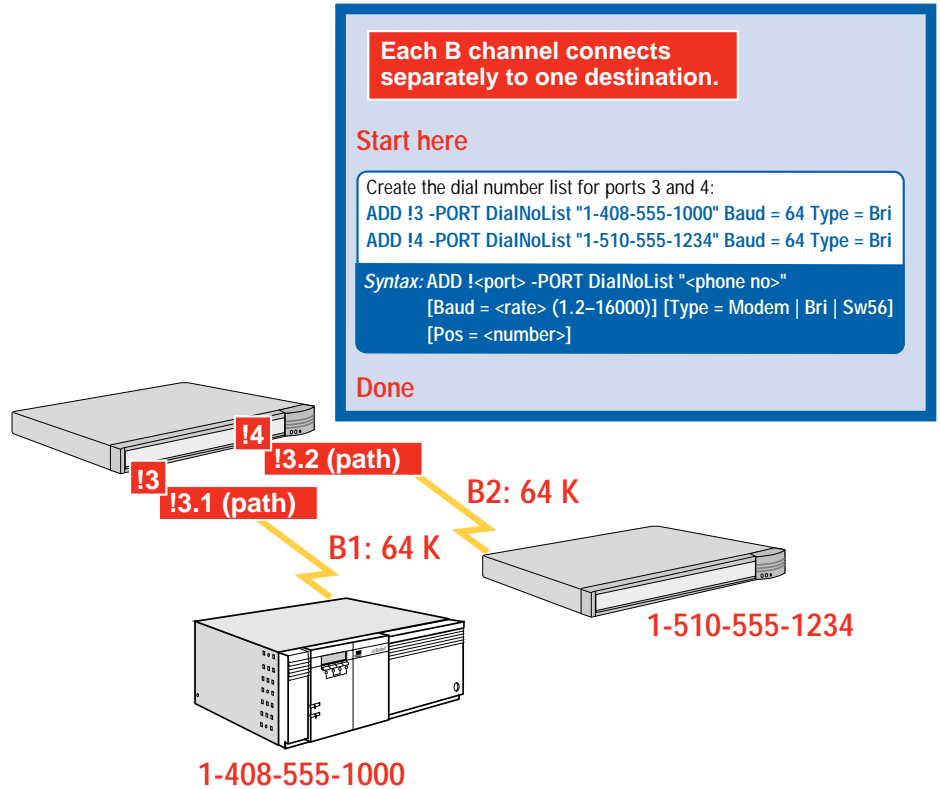 Each B channel connects
separately to one destination.
Start here
Create the dial number list for ports 3 and 4:
ADD !3 -PORT DialNoList "1-408-555-1000" Baud = 64 Type = Bri
ADD !4 -PORT DialNoList "1-510-555-1234" Baud = 64 Type = Bri
Syntax: ADD !<port> -PORT DialNoList "<phone no>"
[Baud = <rate> (1.2–16000)] [Type = Modem | Bri | Sw56]
[Pos = <number>]
Done
!4
!3.2 (path)
!3
!3.1 (path)
B2: 64 K
B1: 64 K
1-510-555-1234
1-408-555-1000